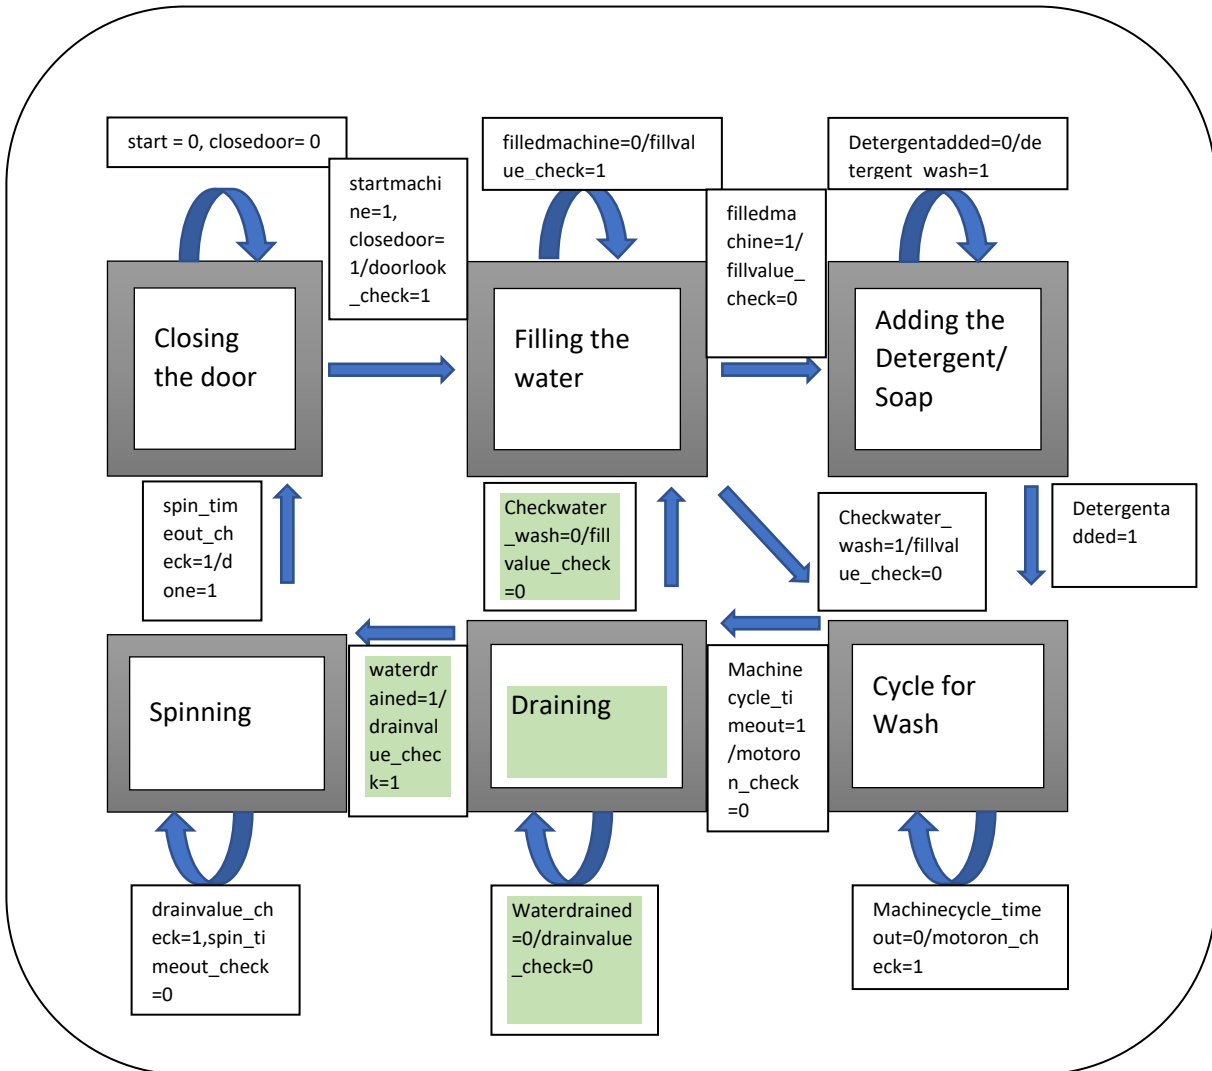 start = 0, closedoor= 0
startmachi
ne=1,
closedoor=
1/doorlook
_check=1
filledmachine=0/fillval
ue_check=1
filledma
chine=1/
fillvalue_
check=0
Detergentadded=0/de
tergent_wash=1
Closing
the door
Filling the
water
Adding the
Detergent/
Soap
spin_tim
eout_ch
eck=1/d
one=1
Checkwater
_wash=0/fill
value_check
=0
Checkwater_
wash=1/fillval
ue_check=0
Detergenta
dded=1
Spinning
waterdr
ained=1/
drainval
ue_chec
k=1
Draining
Machine
cycle_ti
meout=1
/motoro
n_check
=0
Cycle for
Wash
drainvalue_ch
eck=1,spin_ti
meout_check
=0
Waterdrained
=0/drainvalue
_check=0
Machinecycle_time
out=0/motoron_ch
eck=1